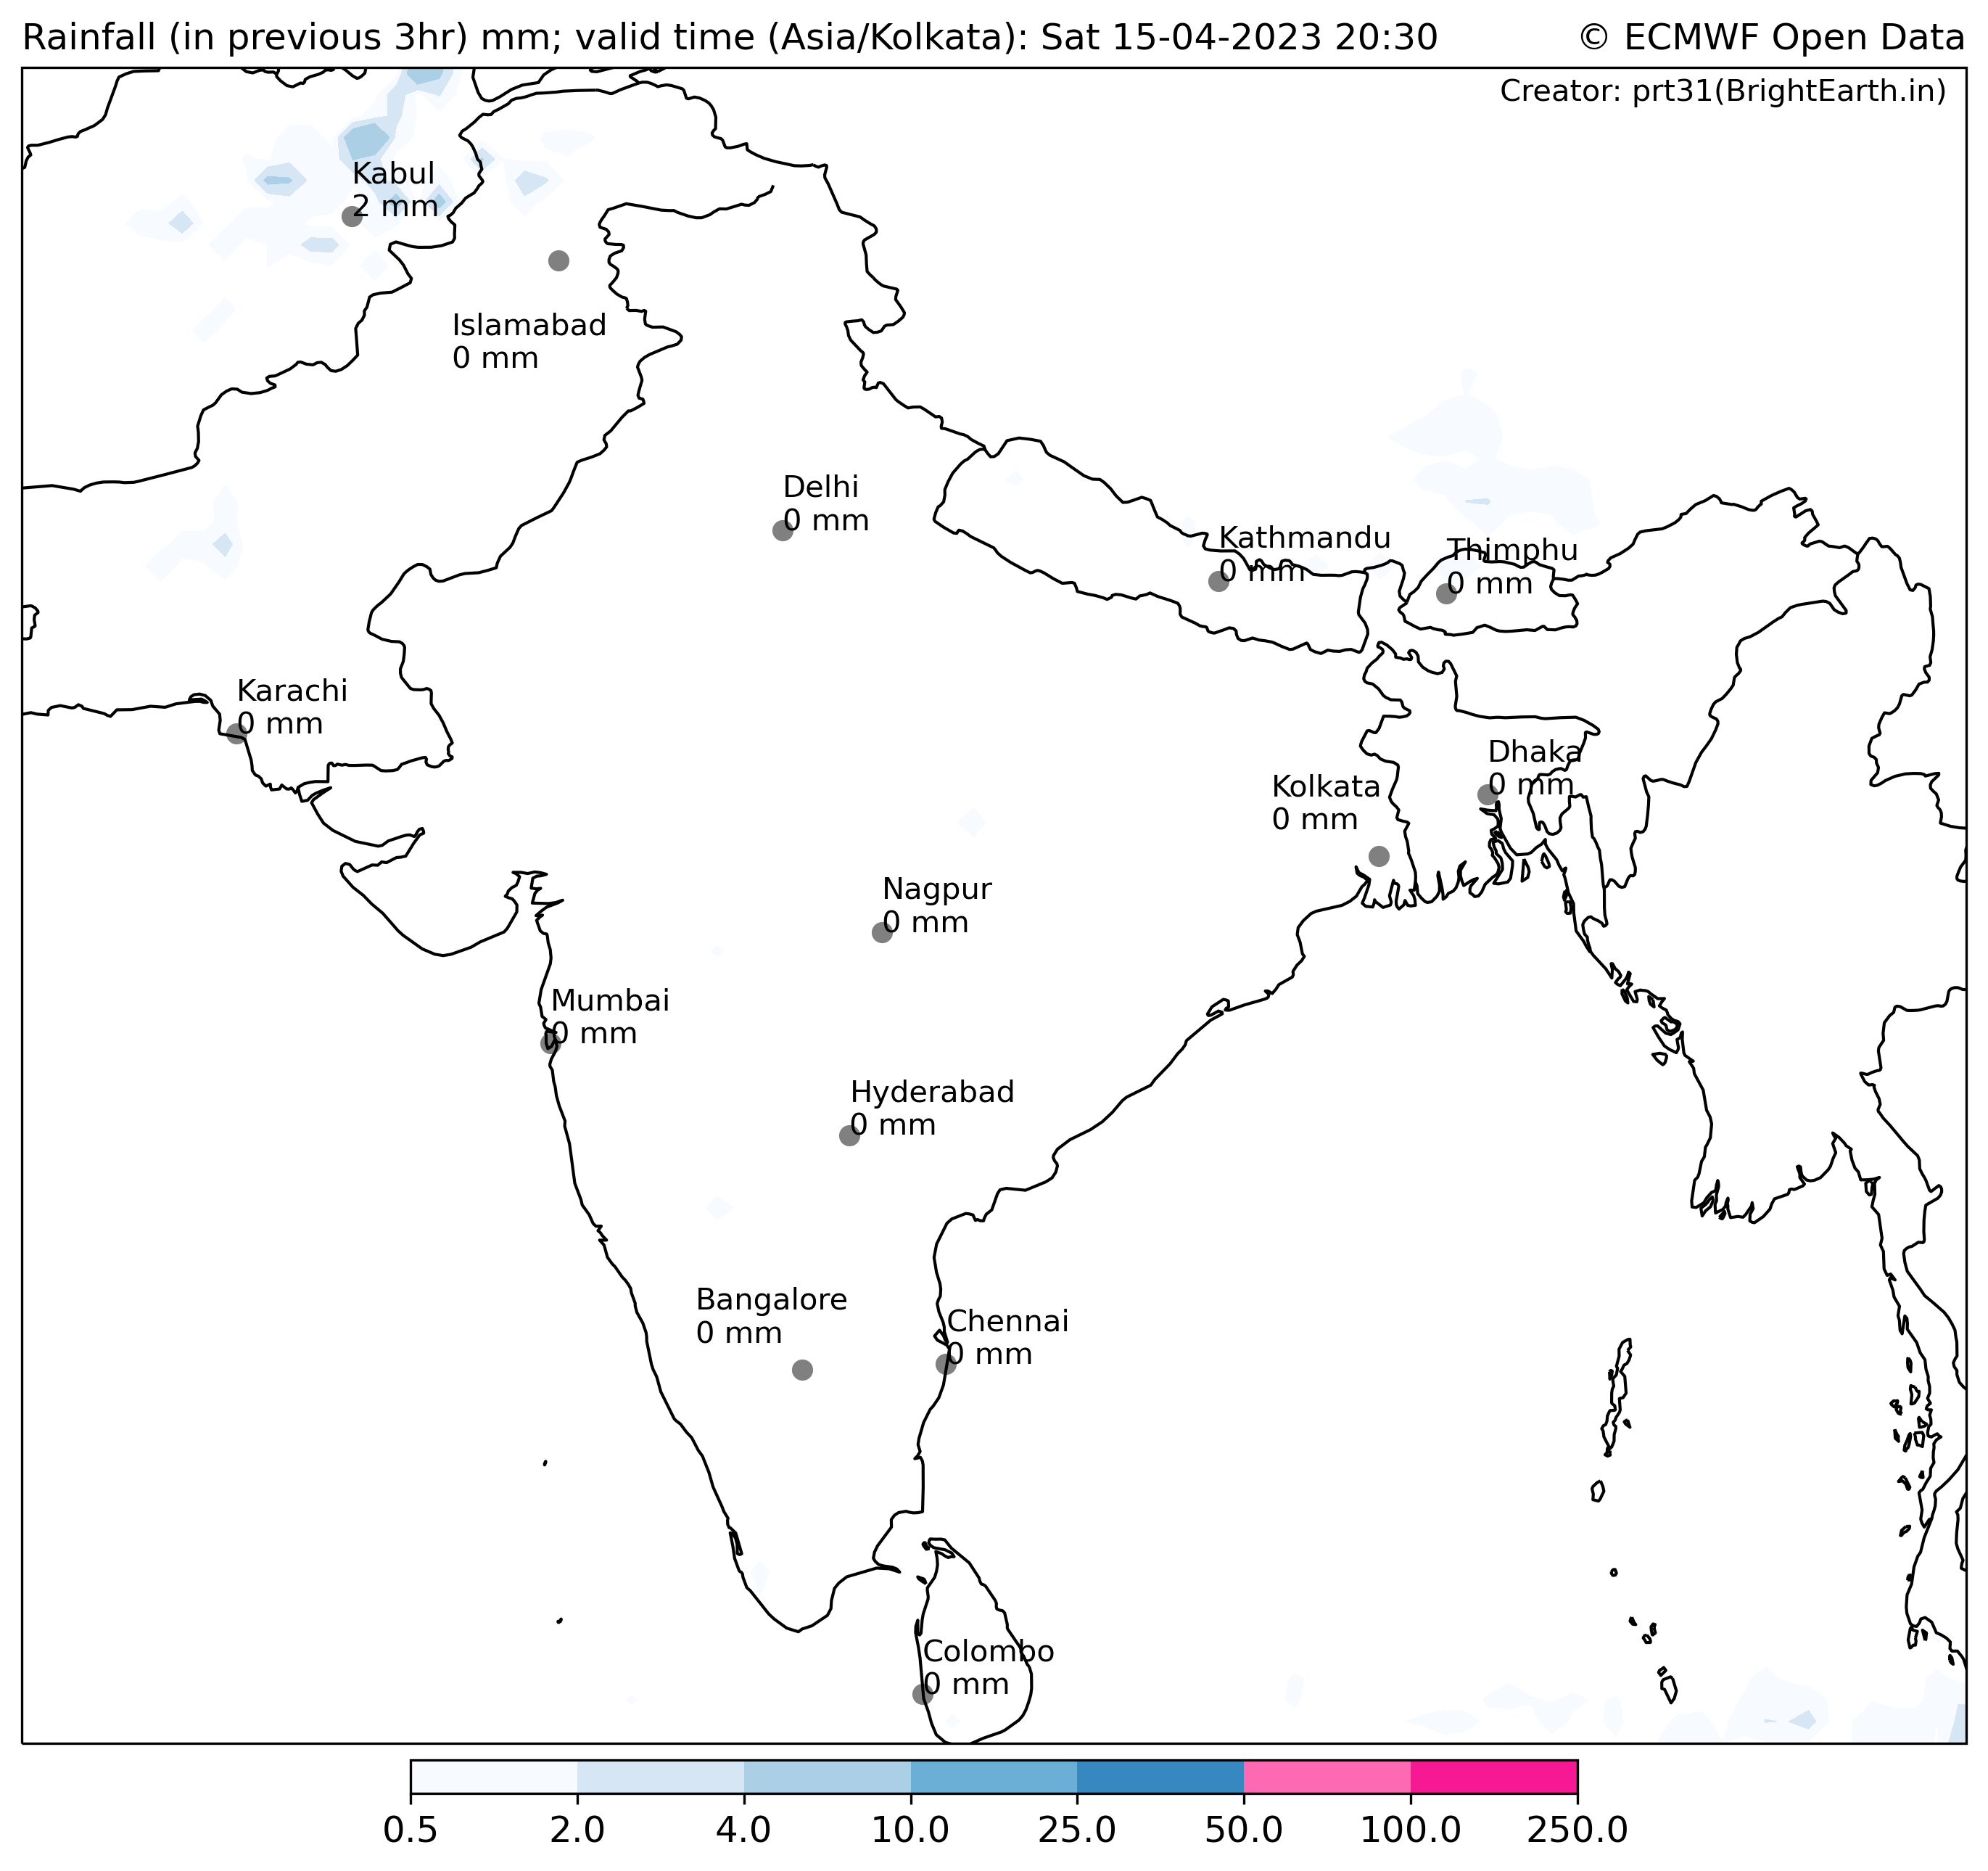 Rainfall (in previous 3hr) mm; valid time (Asia/Kolkata): Sat 15-04-2023 20:30 © ECMWF Open Data
Creator: prt31(BrightEarth.in)
Kabul
2 mm
Islamabad
0 mm
Delhi
0 mm
Kathmandu
0 mm
Thimphu
0 mm
Karachi
0 mm
Dhaka
0 mm
Kolkata
0 mm
Nagpur
0 mm
Mumbai
0 mm
Hyderabad
0 mm
Bangalore
0 mm
Chennai
0 mm
Colombo
0 mm
0.5 2.0 4.0 10.0 25.0 50.0 100.0 250.0